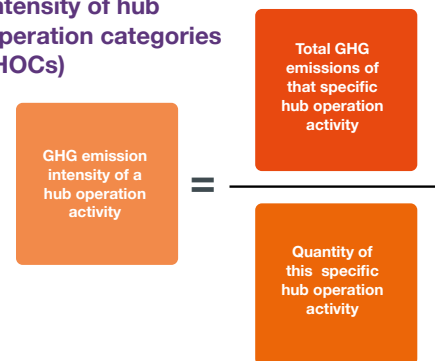 ntensity of hub
peration categories
HOCs)
GHG emission
intensity of a
hub operation
activity
=
Total GHG
emissions of
that specific
hub operation
activity
Quantity of
this specific
hub operation
activity